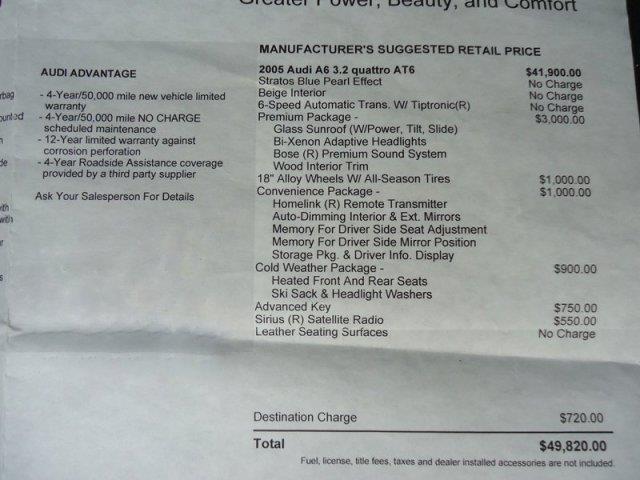 Greater Power, Beauty, and Comfort
MANUFACTURER'S SUGGESTED RETAIL PRICE
AUDI ADVANTAGE
- 4-Year/50,000 mile new vehicle limited
warranty
- 4-Year/50,000 mile NO CHARGE
scheduled maintenance
- 12-Year limited warranty against
corrosion perforation
- 4-Year Roadside Assistance coverage
provided by a third party supplier
Ask Your Salesperson For Details
2005 Audi A6 3.2 quattro AT6 $41,900.00
Stratos Blue Pearl Effect No Charge
Beige Interior No Charge
6-Speed Automatic Trans. W/ Tiptronic(R) No Charge
Premium Package - $3,000.00
Glass Sunroof (W/Power, Tilt, Slide)
Bi-Xenon Adaptive Headlights
Bose (R) Premium Sound System
Wood Interior Trim
18" Alloy Wheels W/ All-Season Tires $1,000.00
Convenience Package - $1,000.00
Homelink (R) Remote Transmitter
Auto-Dimming Interior & Ext. Mirrors
Memory For Driver Side Seat Adjustment
Memory For Driver Side Mirror Position
Storage Pkg. & Driver Info. Display
Cold Weather Package - $900.00
Heated Front And Rear Seats
Ski Sack & Headlight Washers
Advanced Key $750.00
Sirius (R) Satellite Radio $550.00
Leather Seating Surfaces No Charge
Destination Charge $720.00
Total $49,820.00
Fuel, license, title fees, taxes and dealer installed accessories are not included.